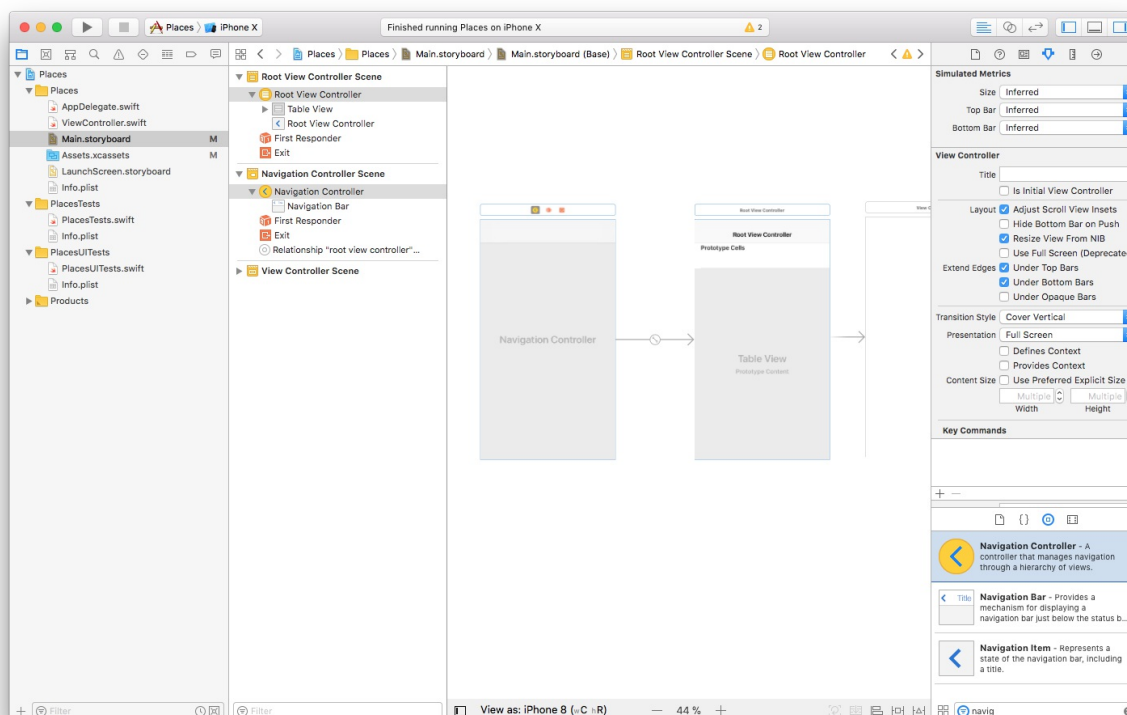 Places
iPhone X
Finished running Places on iPhone X
2
Places
Places
Main.storyboard
Main.storyboard (Base)
Root View Controller Scene
Root View Controller
Places
Places
AppDelegate.swift
ViewController.swift
Main.storyboard M
Assets.xcassets M
LaunchScreen.storyboard
Info.plist
PlacesTests
PlacesTests.swift
Info.plist
PlacesUITests
PlacesUITests.swift
Info.plist
Products
Filter
Root View Controller Scene
Root View Controller
Table View
Root View Controller
First Responder
Exit
Navigation Controller Scene
Navigation Controller
Navigation Bar
First Responder
Exit
Relationship "root view controller"...
View Controller Scene
Filter
Navigation Controller
Root View Controller
Root View Controller
Prototype Cells
Table View
Prototype Content
View C
View as: iPhone 8 (wC hR)
44 %
Simulated Metrics
Size Inferred
Top Bar Inferred
Bottom Bar Inferred
View Controller
Title
Is Initial View Controller
Layout Adjust Scroll View Insets
Hide Bottom Bar on Push
Resize View From NIB
Use Full Screen (Deprecate
Extend Edges Under Top Bars
Under Bottom Bars
Under Opaque Bars
Transition Style Cover Vertical
Presentation Full Screen
Defines Context
Provides Context
Content Size Use Preferred Explicit Size
Multiple Multiple
Width Height
Key Commands
{}
Navigation Controller - A
controller that manages navigation
through a hierarchy of views.
Title
Navigation Bar - Provides a
mechanism for displaying a
navigation bar just below the status b...
Navigation Item - Represents a
state of the navigation bar, including
a title.
navig